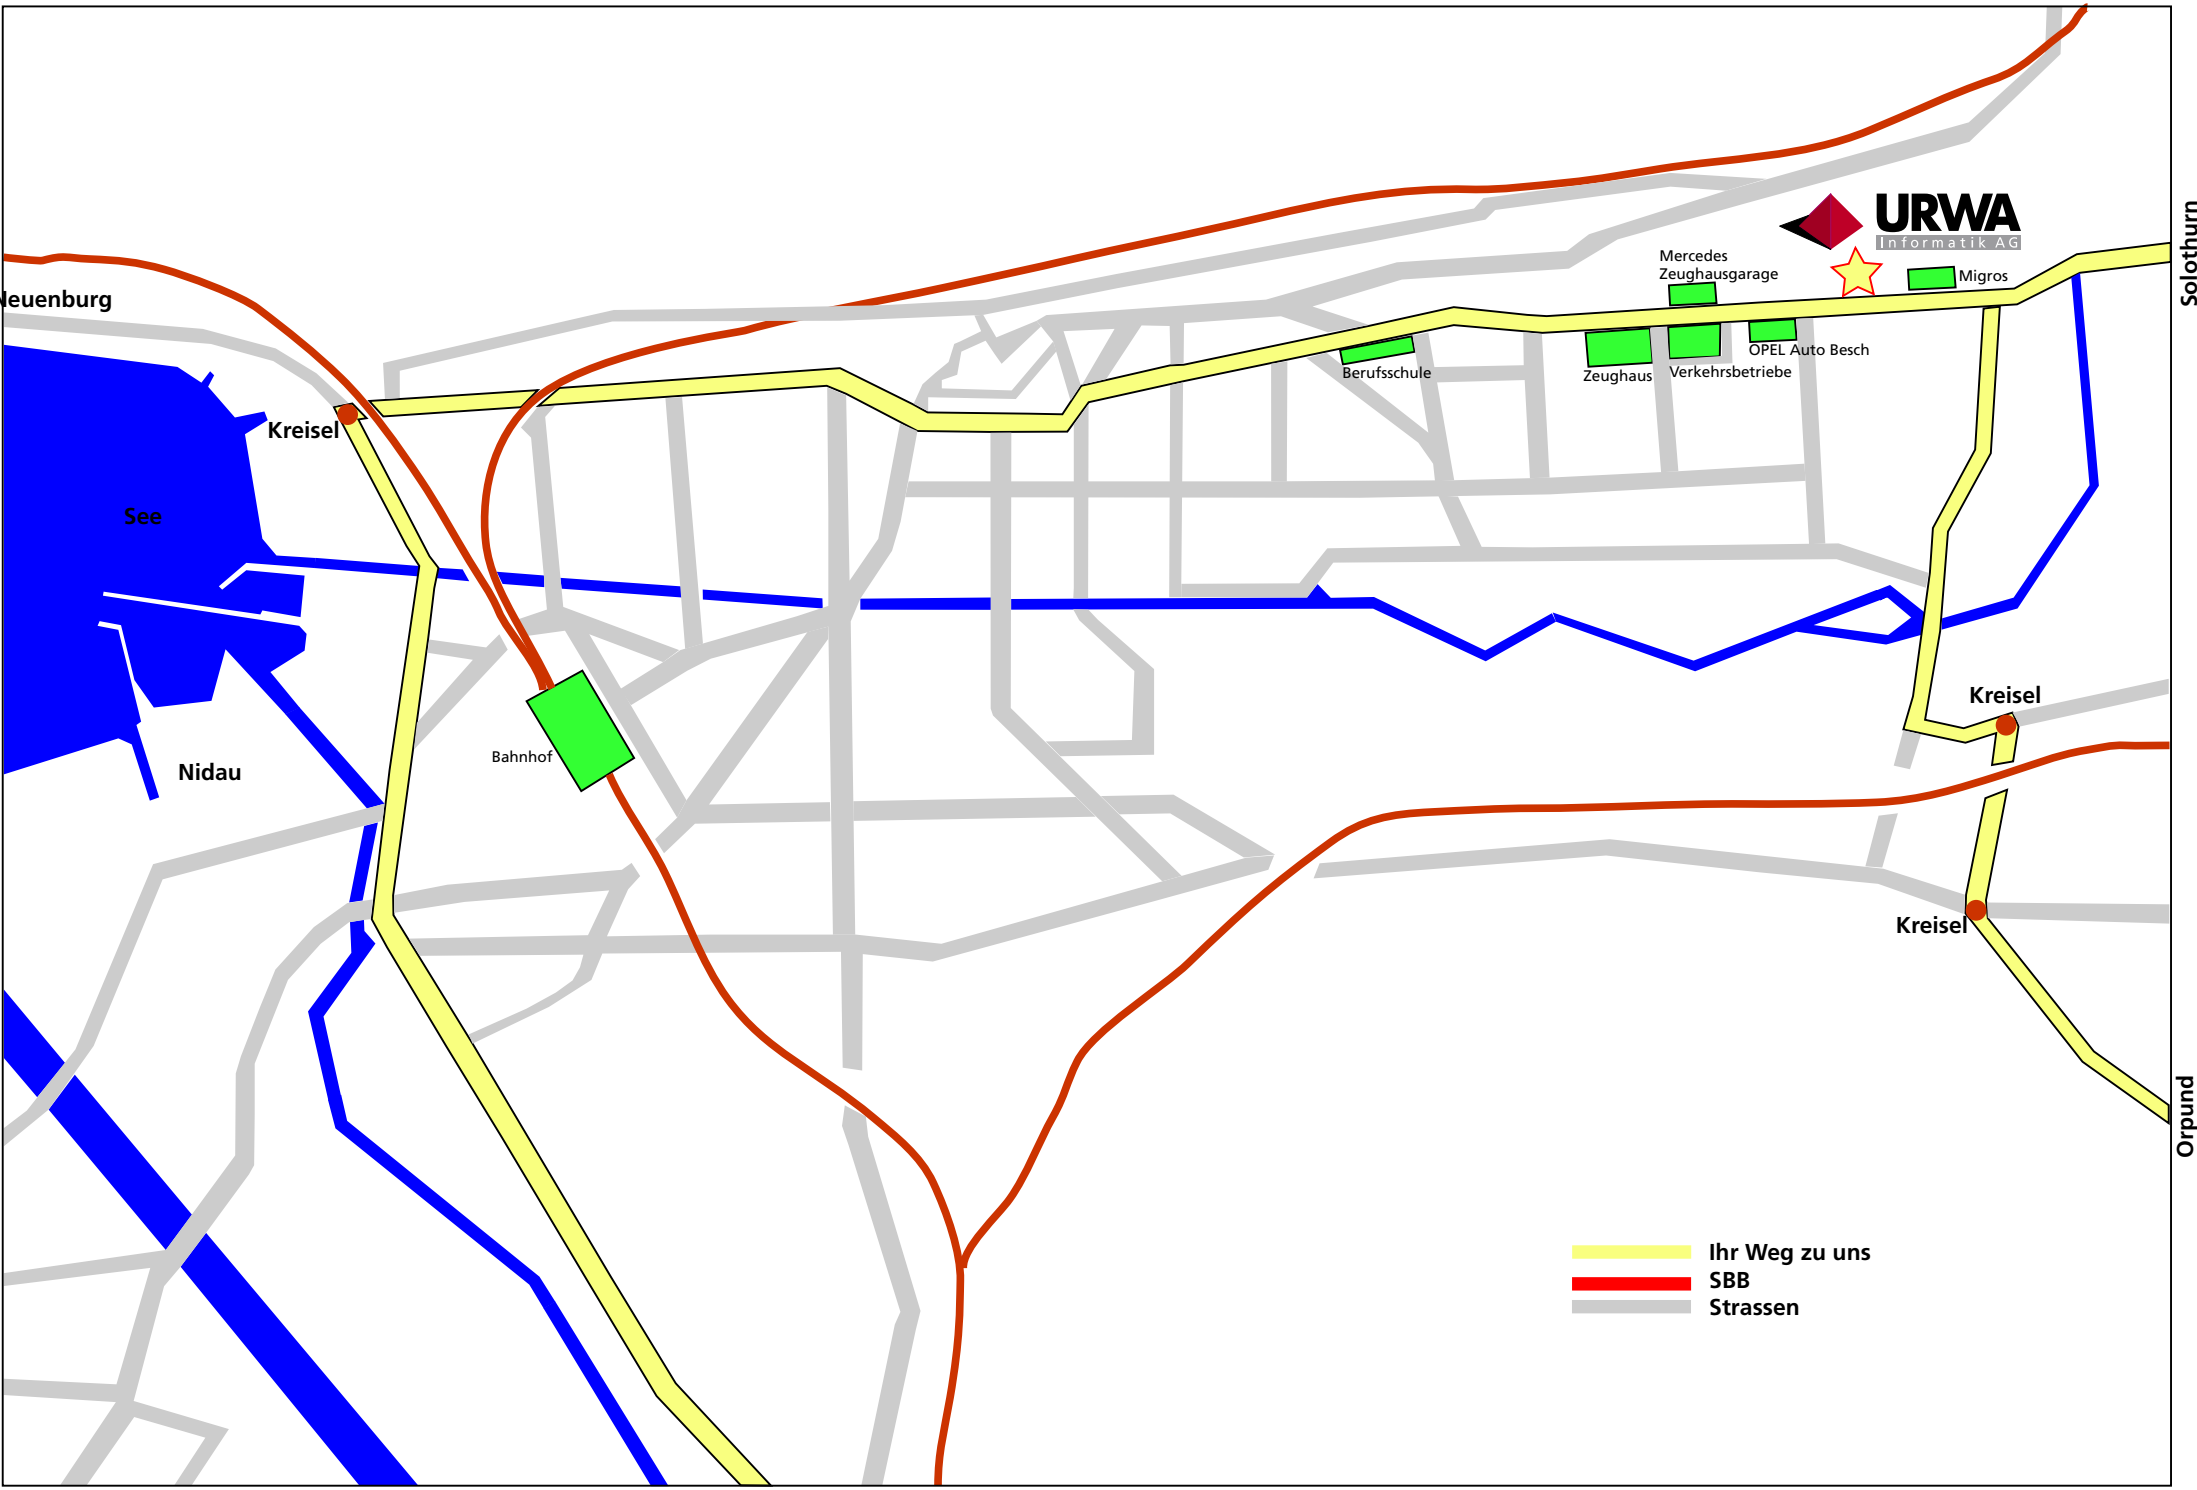 URWA
Informatik AG
Solothurn
Mercedes
Zeughausgarage
Migros
Neuenburg
OPEL Auto Besch
Berufsschule
Zeughaus
Verkehrsbetriebe
Kreisel
See
Kreisel
Bahnhof
Nidau
Kreisel
Orpund
Ihr Weg zu uns
SBB
Strassen